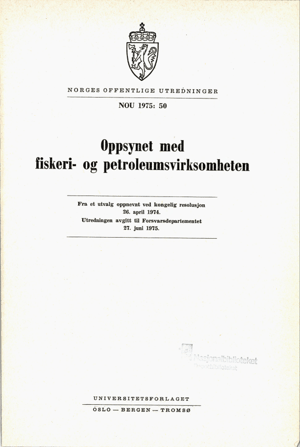 NORGES OFFENTLIGE UTREDNINGER
NOU 1975: 50
Oppsynet med
fiskeri- og petroleumsvirksomheten
Fra et utvalg oppnevnt ved kongelig resolusjon
26. april 1974.
Utredningen avgitt til Forsvarsdepartementet
27. juni 1975.
UNIVERSITETSFORLAGET
OSLO — BERGEN — TROMSØ